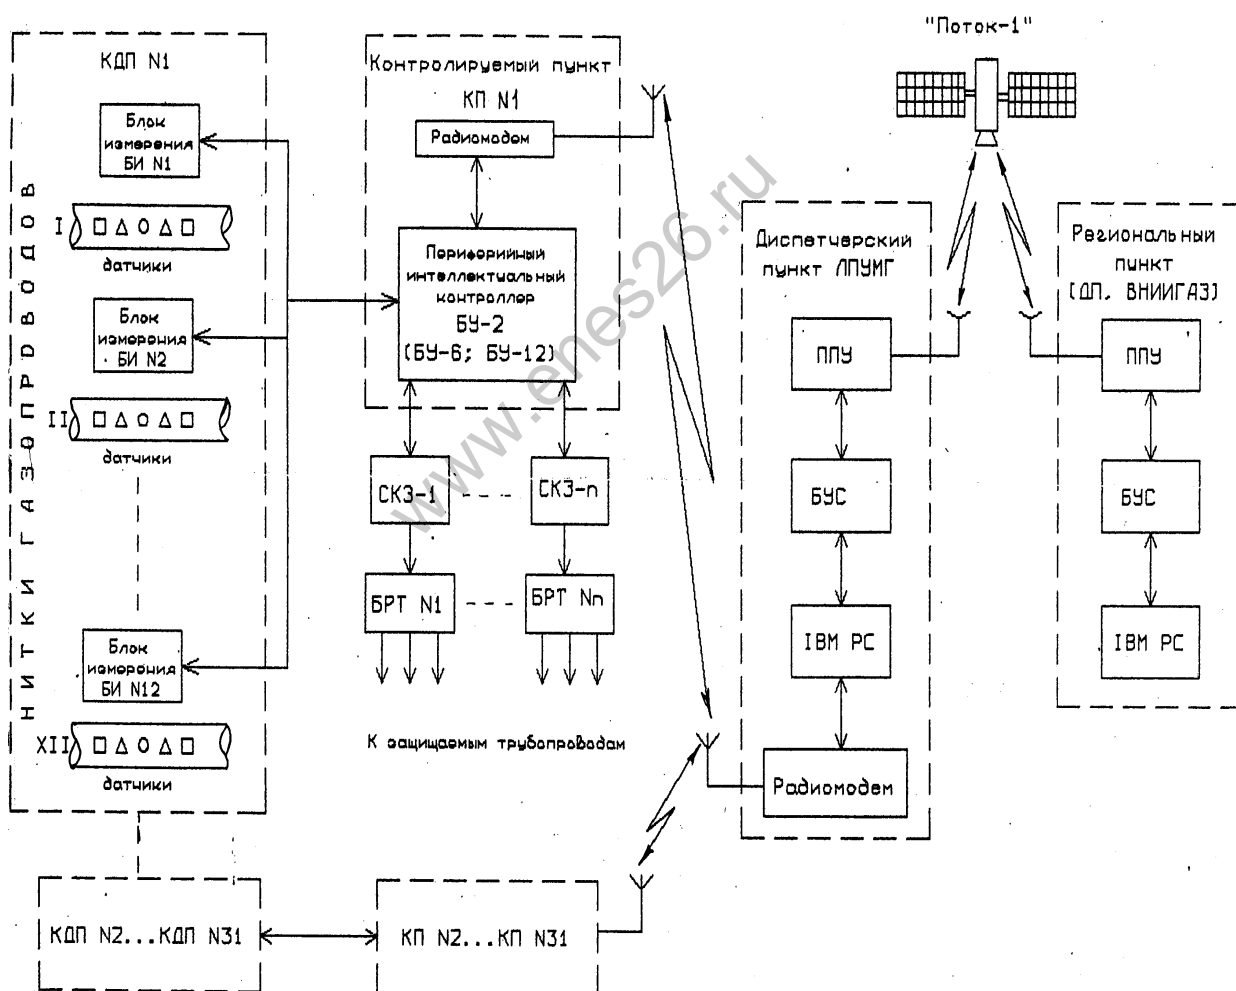 "Поток-1"
КДП N1
Блок
измерения
БИ N1
I
датчики
Блок
измерения
БИ N2
II
датчики
Блок
измерения
БИ N12
XII
датчики
НИТКИ ГАЗОПРОВОДОВ
Контролируемый пункт
КП N1
Радиомодем
Периферийный
интеллектуальный
контроллер
БУ-2
(БУ-6; БУ-12)
СКЗ-1
СКЗ-n
БРТ N1
БРТ Nn
К защищаемым трубопроводам
Диспетчерский
пункт ЛПУМГ
ППУ
БУС
IBM PC
Радиомодем
Региональный
пункт
(ДП, ВНИИГАЗ)
ППУ
БУС
IBM PC
КДП N2...КДП N31
КП N2...КП N31
www.enes26.ru